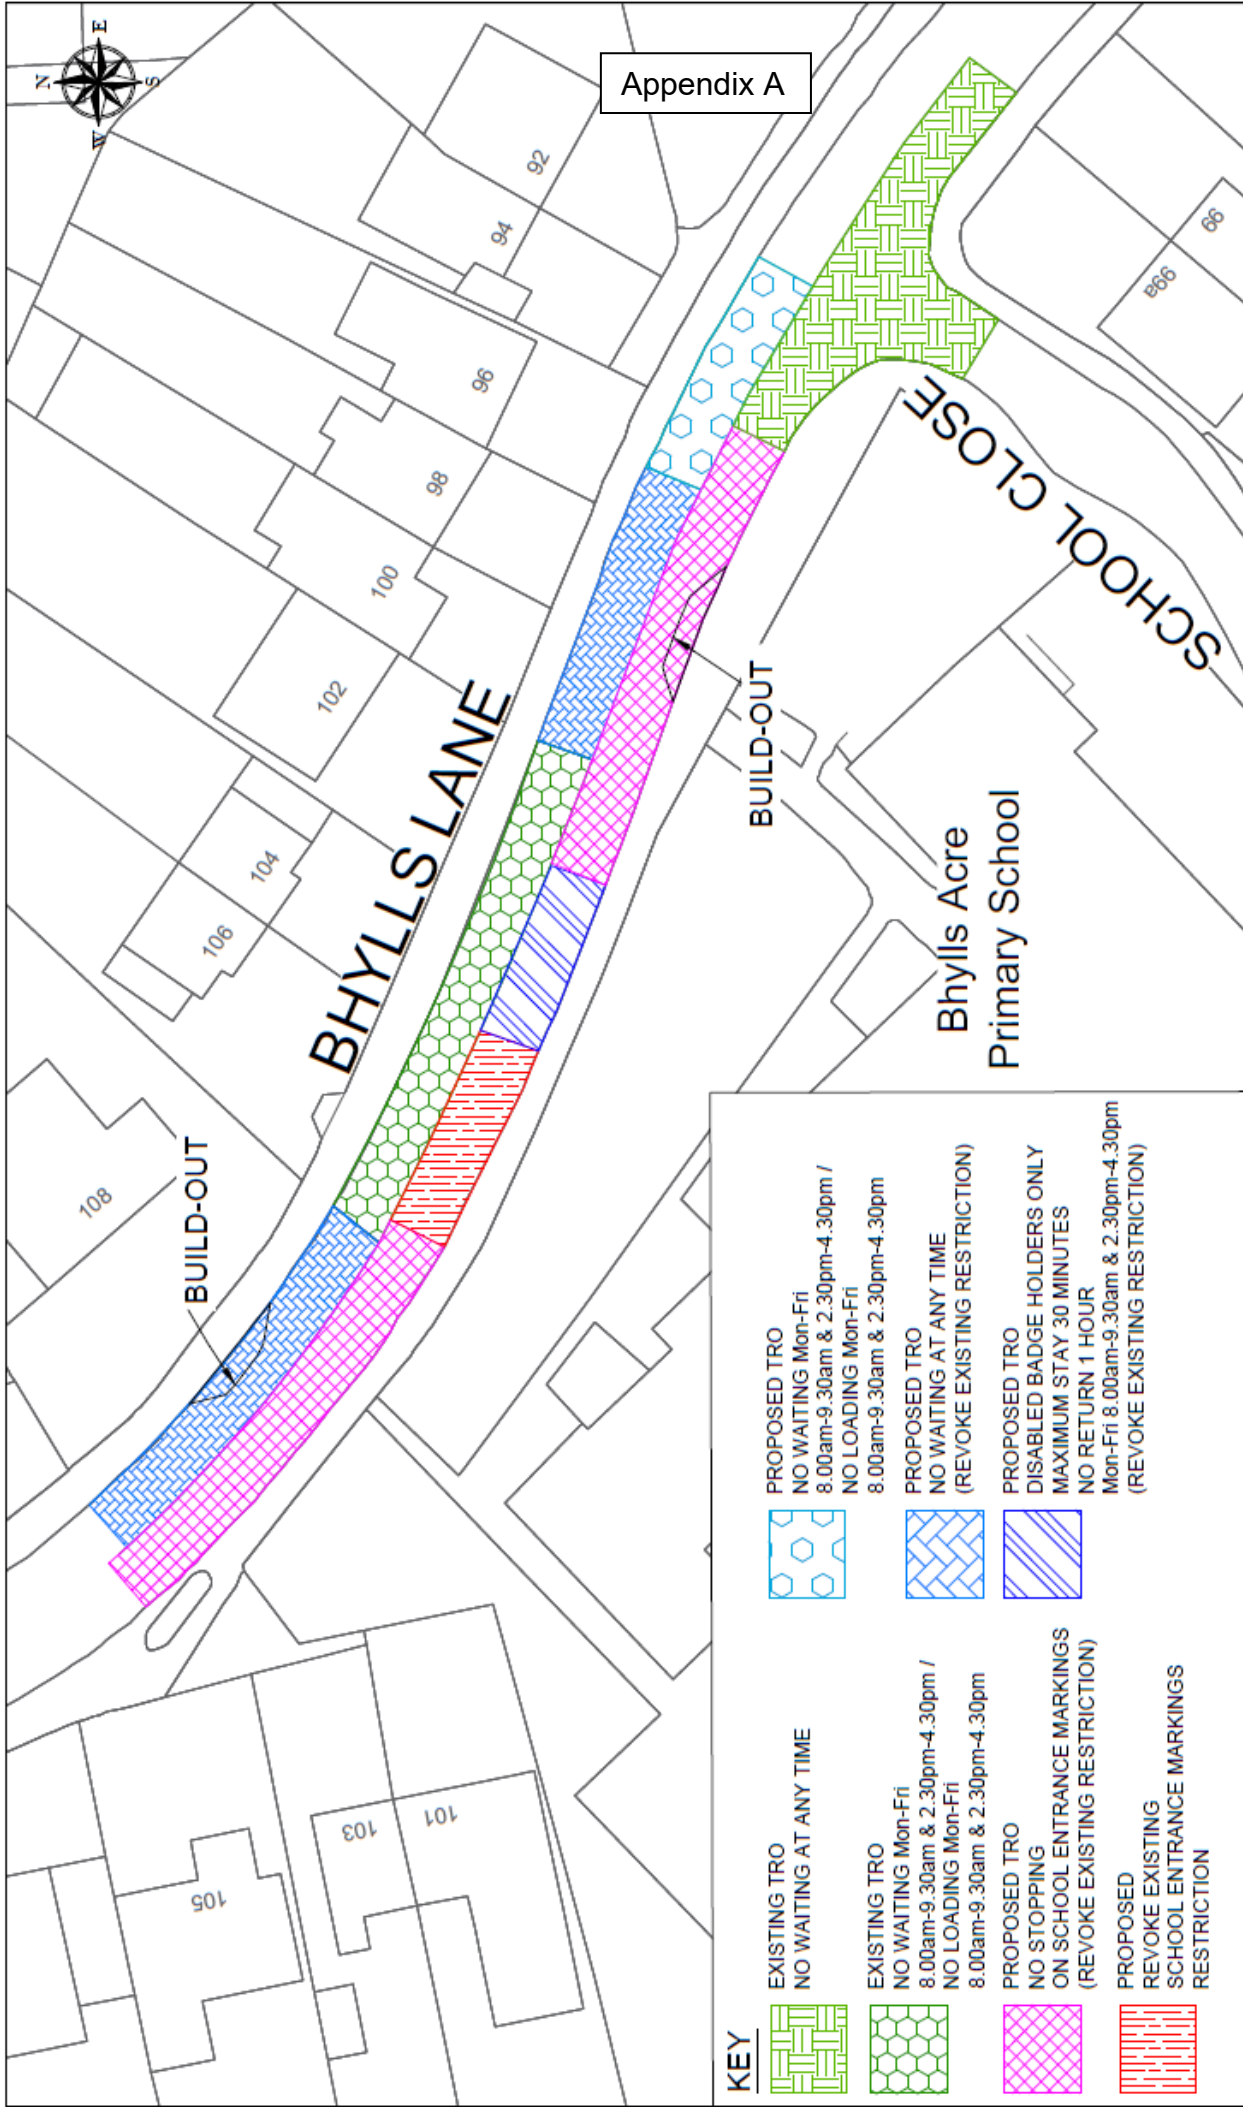 Appendix A
N
E
S
W
92
94
96
98
100
102
104
106
108
BHYLLS LANE
BUILD-OUT
BUILD-OUT
SCHOOL CLOSE
99
99a
Bhylls Acre
Primary School
105
103
101
KEY
EXISTING TRO
NO WAITING AT ANY TIME
EXISTING TRO
NO WAITING Mon-Fri
8.00am-9.30am & 2.30pm-4.30pm /
NO LOADING Mon-Fri
8.00am-9.30am & 2.30pm-4.30pm
PROPOSED TRO
NO STOPPING
ON SCHOOL ENTRANCE MARKINGS
(REVOKE EXISTING RESTRICTION)
PROPOSED
REVOKE EXISTING
SCHOOL ENTRANCE MARKINGS
RESTRICTION
PROPOSED TRO
NO WAITING Mon-Fri
8.00am-9.30am & 2.30pm-4.30pm /
NO LOADING Mon-Fri
8.00am-9.30am & 2.30pm-4.30pm
PROPOSED TRO
NO WAITING AT ANY TIME
(REVOKE EXISTING RESTRICTION)
PROPOSED TRO
DISABLED BADGE HOLDERS ONLY
MAXIMUM STAY 30 MINUTES
NO RETURN 1 HOUR
Mon-Fri 8.00am-9.30am & 2.30pm-4.30pm
(REVOKE EXISTING RESTRICTION)